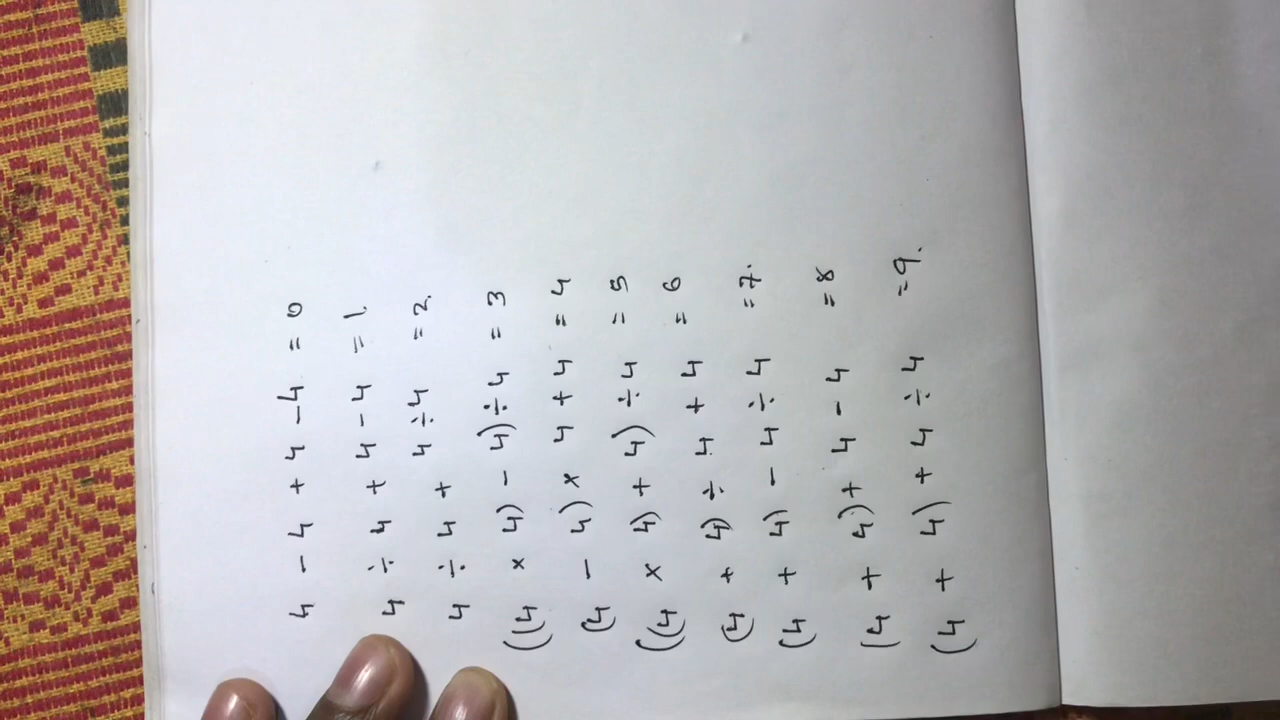 4 - 4 + 4 - 4 = 0
4 ÷ 4 + 4 - 4 = 1.
4 ÷ 4 + 4 ÷ 4 = 2.
((4 × 4) - 4) ÷ 4 = 3
(4 - 4) × 4 + 4 = 4
((4 × 4) + 4) ÷ 4 = 5
(4 + 4) ÷ 4 + 4 = 6
(4 + 4) - 4 ÷ 4 = 7.
(4 + 4) + 4 - 4 = 8
(4 + 4) + 4 ÷ 4 = 9.